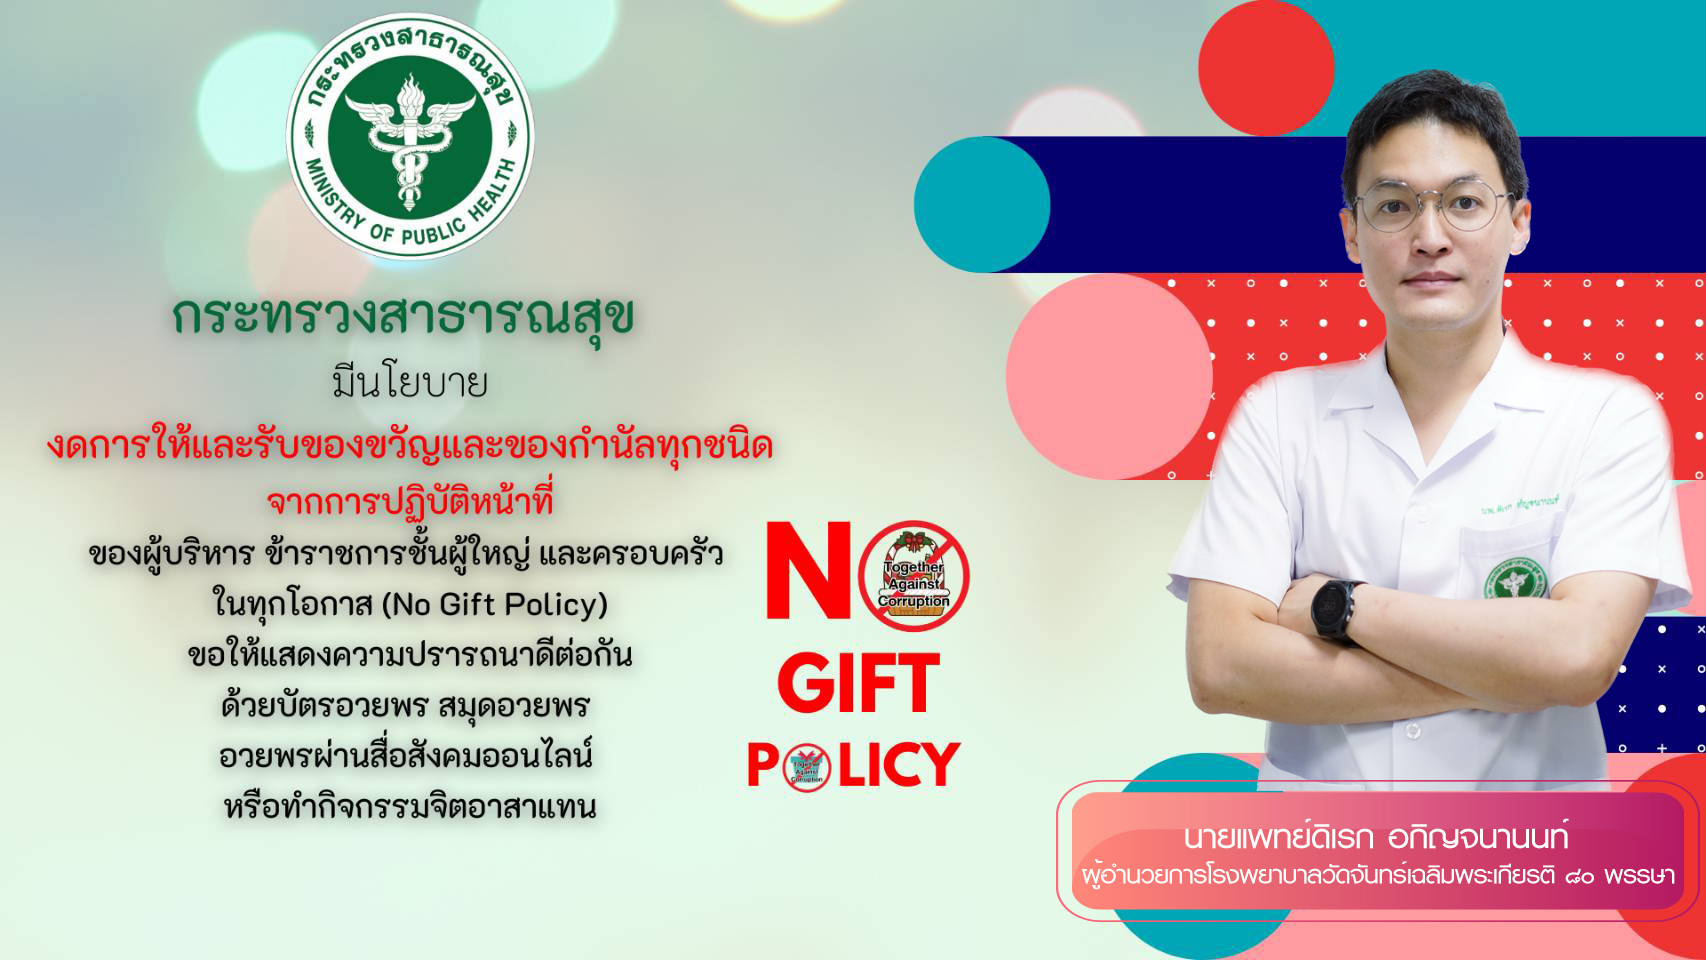 กระทรวงสาธารณสุข
MINISTRY OF PUBLIC HEALTH
กระทรวงสาธารณสุข
มีนโยบาย
งดการให้และรับของขวัญและของกำนัลทุกชนิด
จากการปฏิบัติหน้าที่
ของผู้บริหาร ข้าราชการชั้นผู้ใหญ่ และครอบครัว
ในทุกโอกาส (No Gift Policy)
ขอให้แสดงความปรารถนาดีต่อกัน
ด้วยบัตรอวยพร สมุดอวยพร
อวยพรผ่านสื่อสังคมออนไลน์
หรือทำกิจกรรมจิตอาสาแทน
NO
Together
Against
Corruption
GIFT
POLICY
Together
Against
Corruption
นายแพทย์ดิเรก อภิญจนานนท์
ผู้อำนวยการโรงพยาบาลวัดจันทร์เฉลิมพระเกียรติ ๘๐ พรรษา